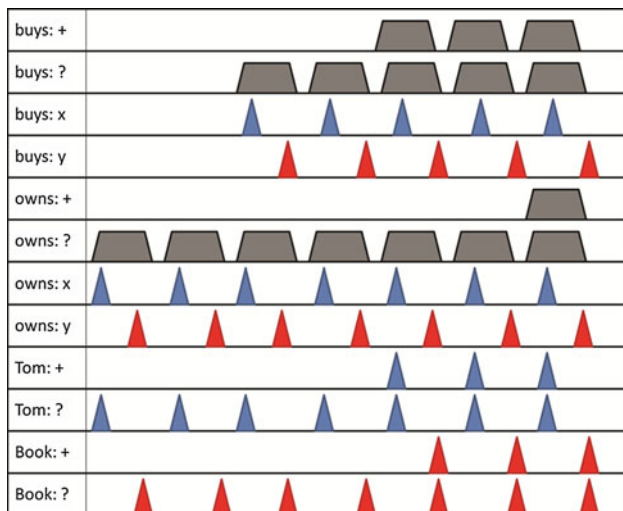 buys: +
buys: ?
buys: x
buys: y
owns: +
owns: ?
owns: x
owns: y
Tom: +
Tom: ?
Book: +
Book: ?